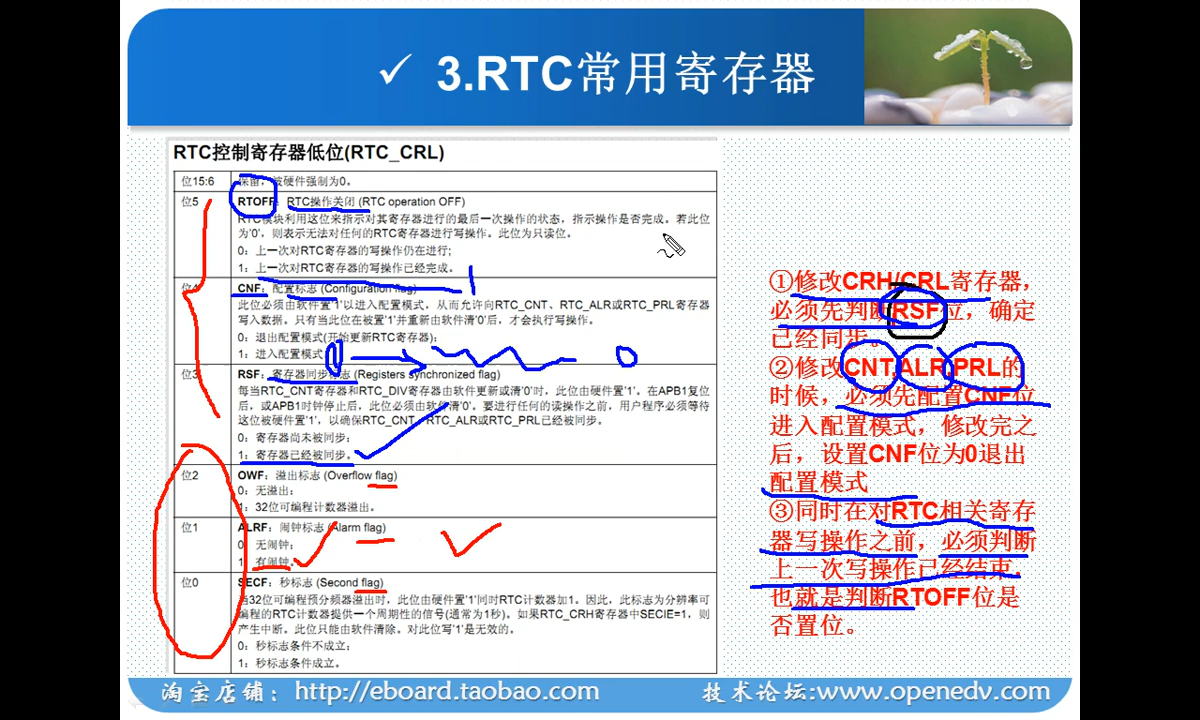 ✓ 3.RTC常用寄存器
RTC控制寄存器低位(RTC_CRL)
位15:6
保留，被硬件强制为0。
位5
RTOFF：RTC操作关闭 (RTC operation OFF)
RTC模块利用这位来指示对其寄存器进行的最后一次操作的状态，指示操作是否完成。若此位
为'0'，则表示无法对任何的RTC寄存器进行写操作。此位为只读位。
0：上一次对RTC寄存器的写操作仍在进行;
1：上一次对RTC寄存器的写操作已经完成。
位4
CNF：配置标志 (Configuration flag)
此位必须由软件置'1'以进入配置模式，从而允许向RTC_CNT、RTC_ALR或RTC_PRL寄存器
写入数据。只有当此位在被置'1'并重新由软件清'0'后，才会执行写操作。
0：退出配置模式(开始更新RTC寄存器);
1：进入配置模式
位3
RSF：寄存器同步标志 (Registers synchronized flag)
每当RTC_CNT寄存器和RTC_DIV寄存器由软件更新或清'0'时，此位由硬件置'1'。在APB1复位
后，或APB1时钟停止后，此位必须由软件清'0'。要进行任何的读操作之前，用户程序必须等待
这位被硬件置'1'，以确保RTC_CNT、RTC_ALR或RTC_PRL已经被同步。
0：寄存器尚未被同步;
1：寄存器已经被同步。
位2
OWF：溢出标志 (Overflow flag)
0：无溢出;
1：32位可编程计数器溢出。
位1
ALRF：闹钟标志 (Alarm flag)
0：无闹钟;
1：有闹钟。
位0
SECF：秒标志 (Second flag)
当32位可编程预分频器溢出时，此位由硬件置'1'同时RTC计数器加1。因此，此标志为分辨率可
编程的RTC计数器提供一个周期性的信号(通常为1秒)。如果RTC_CRH寄存器中SECIE=1，则
产生中断。此位只能由软件清除。对此位写'1'是无效的。
0：秒标志条件不成立;
1：秒标志条件成立。
①修改CRH/CRL寄存器，
必须先判断RSF位，确定
已经同步。
②修改CNT,ALR,PRL的
时候，必须先配置CNF位
进入配置模式，修改完之
后，设置CNF位为0退出
配置模式
③同时在对RTC相关寄存
器写操作之前，必须判断
上一次写操作已经结束，
也就是判断RTOFF位是
否置位。
淘宝店铺：http://eboard.taobao.com
技术论坛:www.openedv.com